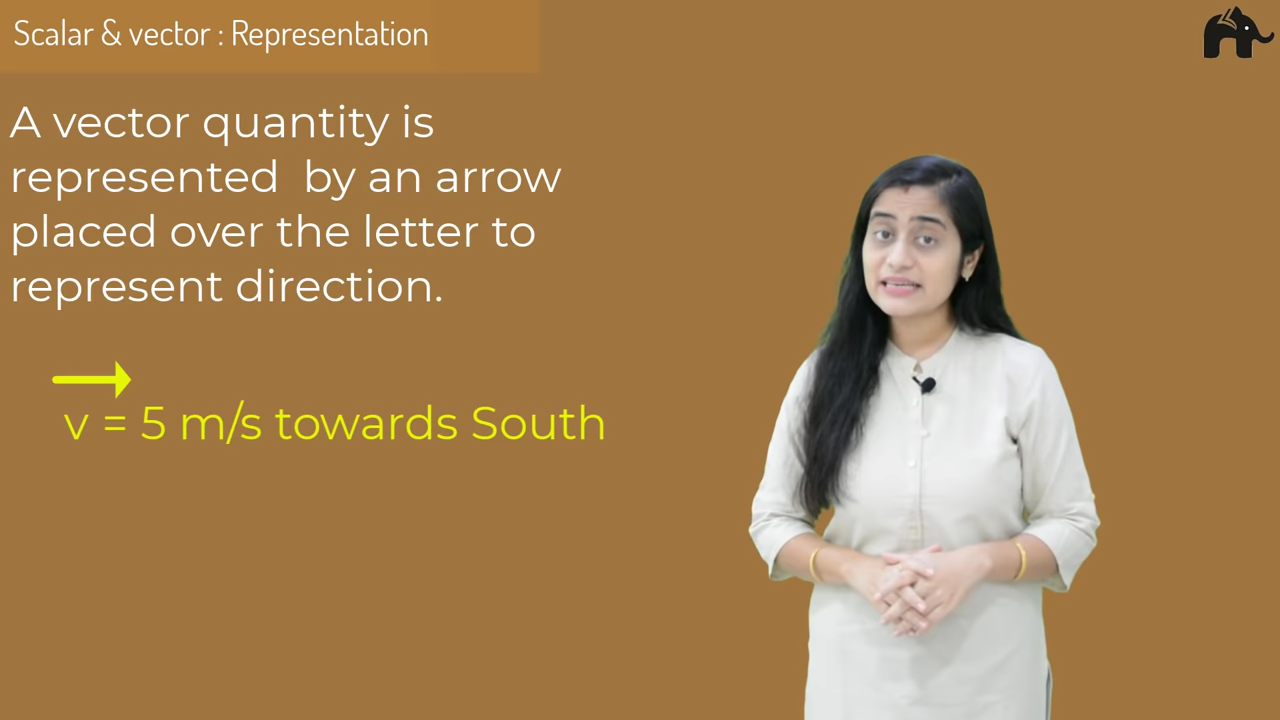 Scalar & vector : Representation
A vector quantity is
represented by an arrow
placed over the letter to
represent direction.
v = 5 m/s towards South